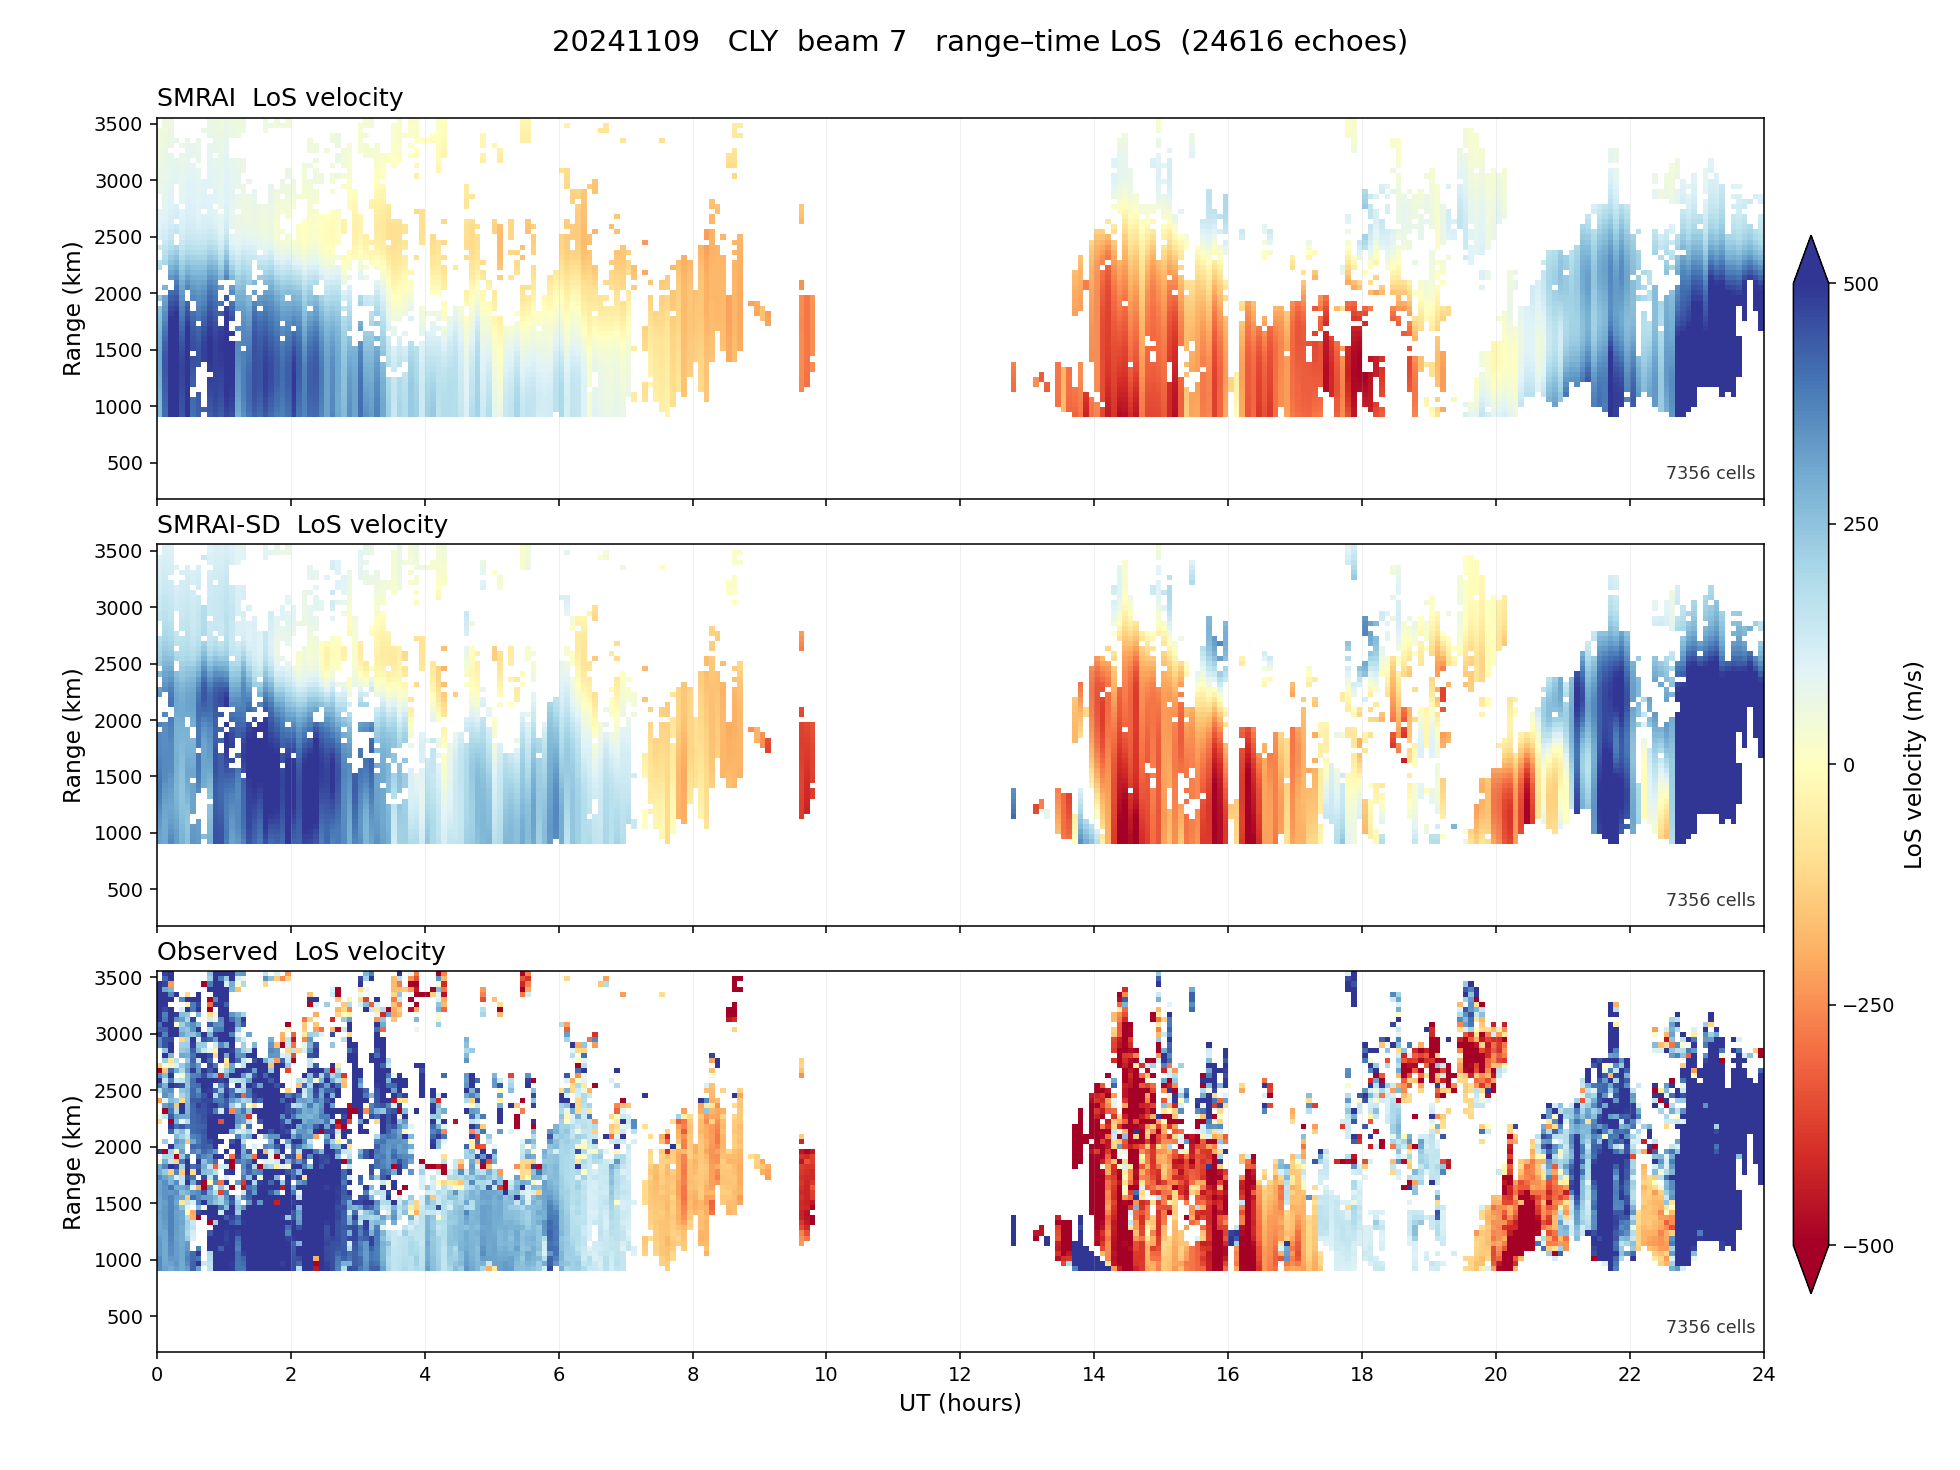 20241109   CLY  beam 7   range–time LoS  (24616 echoes)
SMRAI  LoS velocity
3500
3000
2500
2000
1500
1000
500
Range (km)
7356 cells
SMRAI-SD  LoS velocity
3500
3000
2500
2000
1500
1000
500
Range (km)
7356 cells
Observed  LoS velocity
3500
3000
2500
2000
1500
1000
500
Range (km)
7356 cells
0 2 4 6 8 10 12 14 16 18 20 22 24
UT (hours)
500
250
0
−250
−500
LoS velocity (m/s)